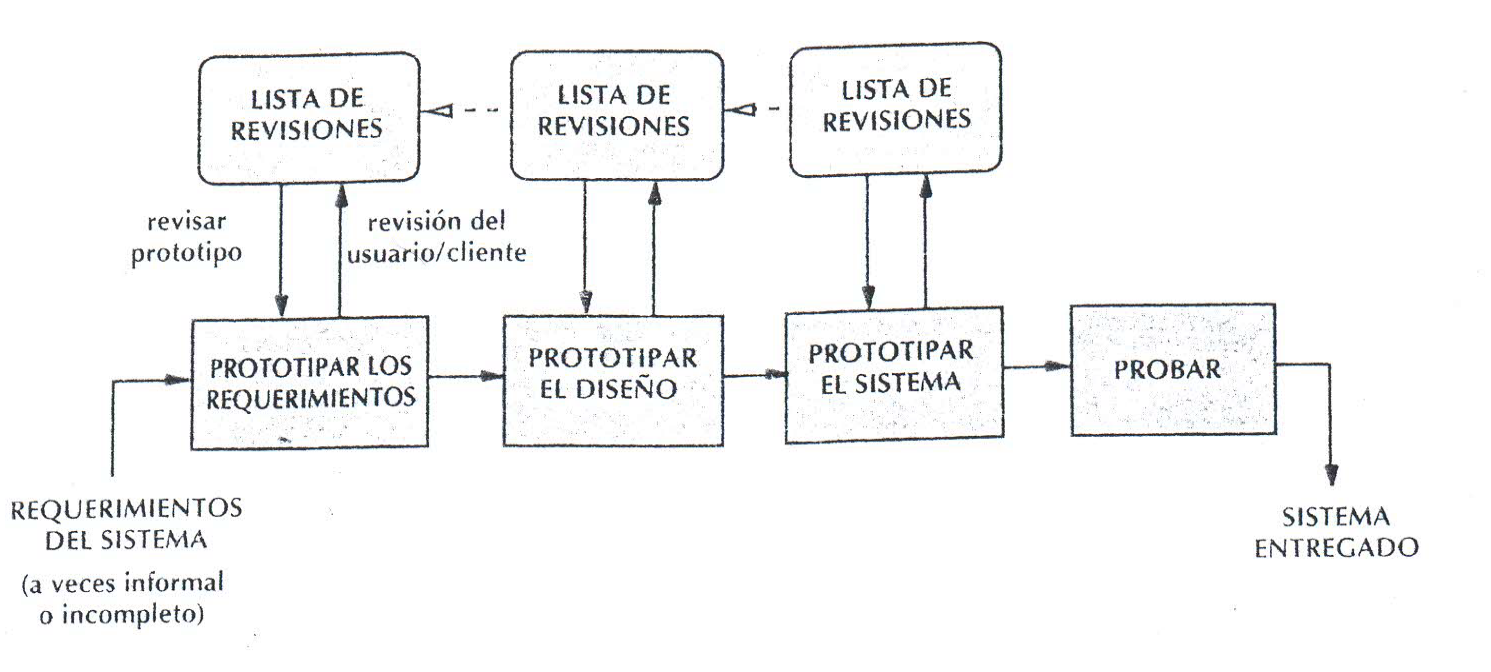 LISTA DE
REVISIONES
LISTA DE
REVISIONES
LISTA DE
REVISIONES
revisar
prototipo
revisión del
usuario/cliente
PROTOTIPAR LOS
REQUERIMIENTOS
PROTOTIPAR
EL DISEÑO
PROTOTIPAR
EL SISTEMA
PROBAR
REQUERIMIENTOS
DEL SISTEMA
(a veces informal
o incompleto)
SISTEMA
ENTREGADO